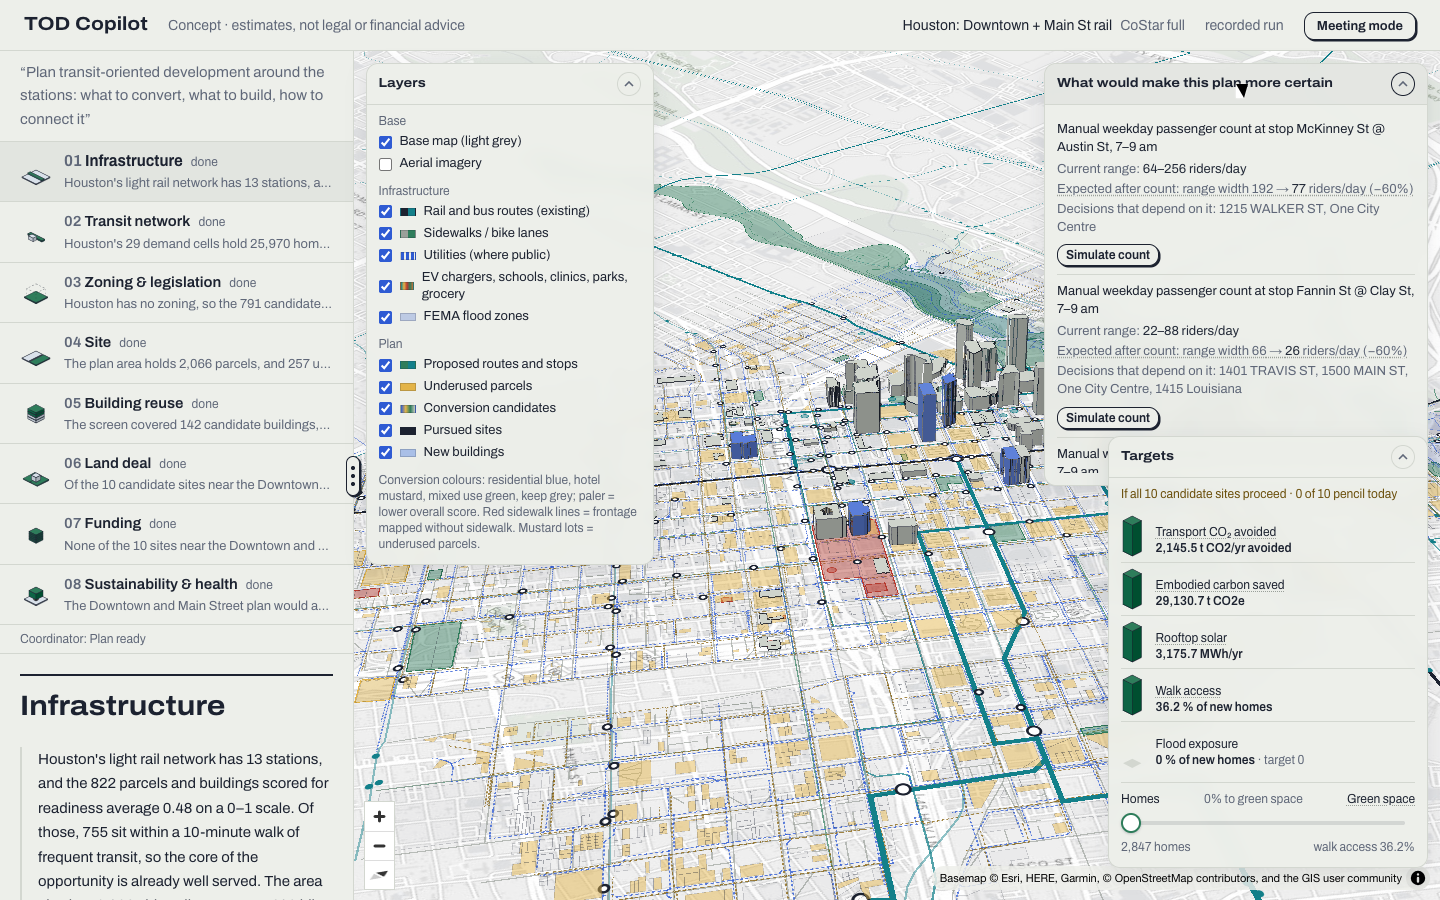 TOD Copilot
Concept · estimates, not legal or financial advice
Houston: Downtown + Main St rail
CoStar full
recorded run
Meeting mode
“Plan transit-oriented development around the
stations: what to convert, what to build, how to
connect it”
01 Infrastructure done
Houston's light rail network has 13 stations, a...
02 Transit network done
Houston's 29 demand cells hold 25,970 hom...
03 Zoning & legislation done
Houston has no zoning, so the 791 candidate...
04 Site done
The plan area holds 2,066 parcels, and 257 u...
05 Building reuse done
The screen covered 142 candidate buildings,...
06 Land deal done
Of the 10 candidate sites near the Downtown...
07 Funding done
None of the 10 sites near the Downtown and ...
08 Sustainability & health done
The Downtown and Main Street plan would a...
Coordinator: Plan ready
Infrastructure
Houston's light rail network has 13 stations,
and the 822 parcels and buildings scored for
readiness average 0.48 on a 0–1 scale. Of
those, 755 sit within a 10-minute walk of
frequent transit, so the core of the
opportunity is already well served. The area
Layers
Base
Base map (light grey)
Aerial imagery
Infrastructure
Rail and bus routes (existing)
Sidewalks / bike lanes
Utilities (where public)
EV chargers, schools, clinics, parks,
grocery
FEMA flood zones
Plan
Proposed routes and stops
Underused parcels
Conversion candidates
Pursued sites
New buildings
Conversion colours: residential blue, hotel
mustard, mixed use green, keep grey; paler =
lower overall score. Red sidewalk lines = frontage
mapped without sidewalk. Mustard lots =
underused parcels.
What would make this plan more certain
Manual weekday passenger count at stop McKinney St @
Austin St, 7–9 am
Current range: 64–256 riders/day
Expected after count: range width 192 → 77 riders/day (−60%)
Decisions that depend on it: 1215 WALKER ST, One City
Centre
Simulate count
Manual weekday passenger count at stop Fannin St @ Clay St,
7–9 am
Current range: 22–88 riders/day
Expected after count: range width 66 → 26 riders/day (−60%)
Decisions that depend on it: 1401 TRAVIS ST, 1500 MAIN ST,
One City Centre, 1415 Louisiana
Simulate count
Manual w
7–9 am
Targets
If all 10 candidate sites proceed · 0 of 10 pencil today
Transport CO₂ avoided
2,145.5 t CO2/yr avoided
Embodied carbon saved
29,130.7 t CO2e
Rooftop solar
3,175.7 MWh/yr
Walk access
36.2 % of new homes
Flood exposure
0 % of new homes · target 0
Homes
0% to green space
Green space
2,847 homes
walk access 36.2%
Basemap © Esri, HERE, Garmin, © OpenStreetMap contributors, and the GIS user community